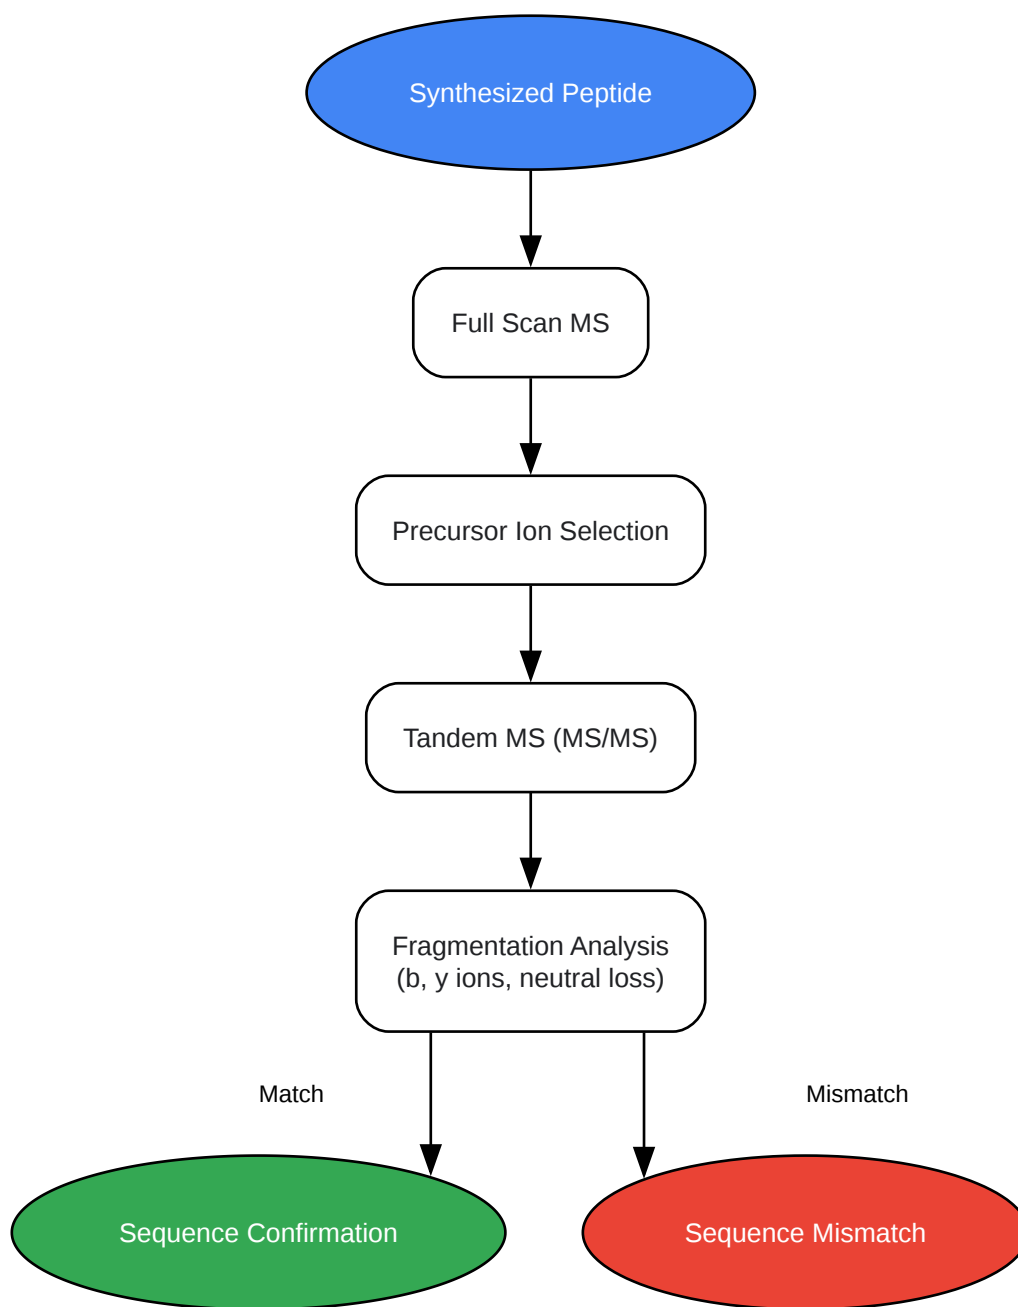 Synthesized Peptide
Full Scan MS
Precursor Ion Selection
Tandem MS (MS/MS)
Fragmentation Analysis
(b, y ions, neutral loss)
Match
Mismatch
Sequence Confirmation
Sequence Mismatch